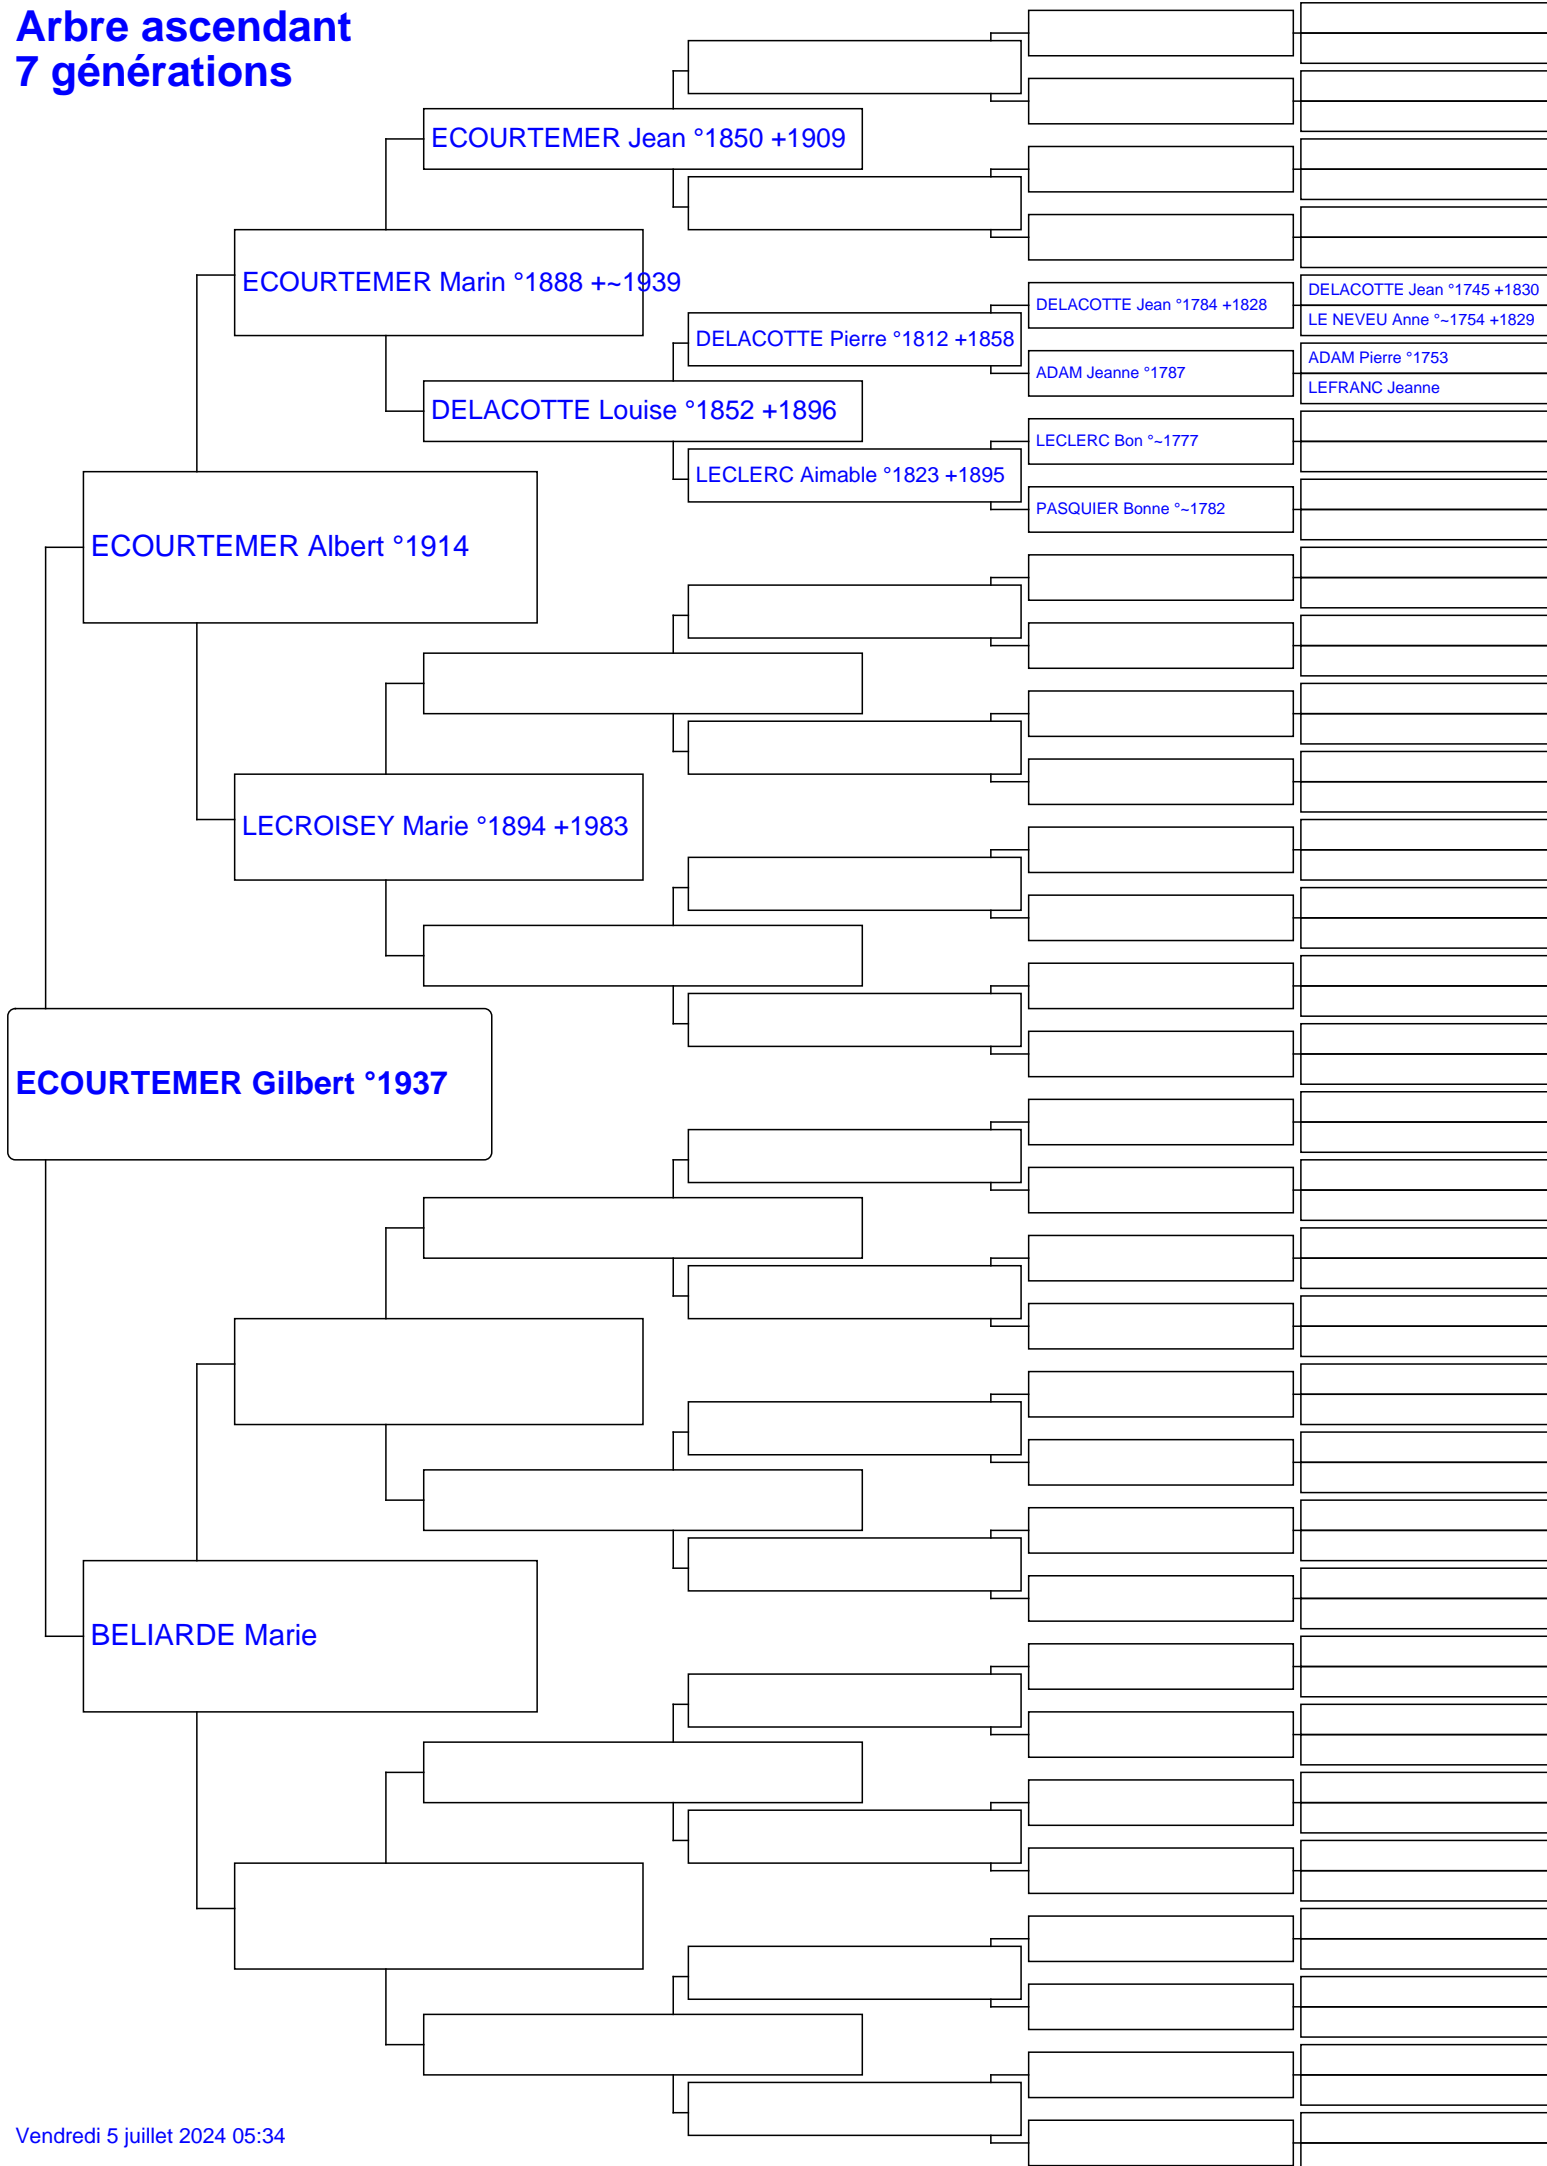 Arbre ascendant
7 générations
ECOURTEMER Jean °1850 +1909
ECOURTEMER Marin °1888 +~1939
DELACOTTE Jean °1745 +1830
DELACOTTE Jean °1784 +1828
LE NEVEU Anne °~1754 +1829
DELACOTTE Pierre °1812 +1858
ADAM Pierre °1753
ADAM Jeanne °1787
LEFRANC Jeanne
DELACOTTE Louise °1852 +1896
LECLERC Bon °~1777
LECLERC Aimable °1823 +1895
PASQUIER Bonne °~1782
ECOURTEMER Albert °1914
LECROISEY Marie °1894 +1983
ECOURTEMER Gilbert °1937
BELIARDE Marie
Vendredi 5 juillet 2024 05:34